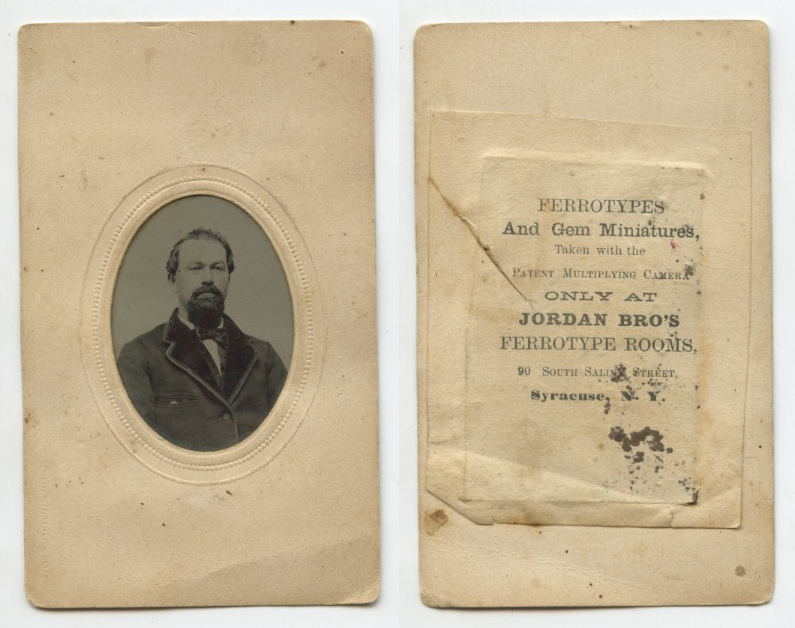 FERROTYPES
And Gem Miniatures,
Taken with the
PATENT MULTIPLYING CAMERA
ONLY AT
JORDAN BRO'S
FERROTYPE ROOMS,
90 SOUTH SALINA STREET,
Syracuse, N. Y.